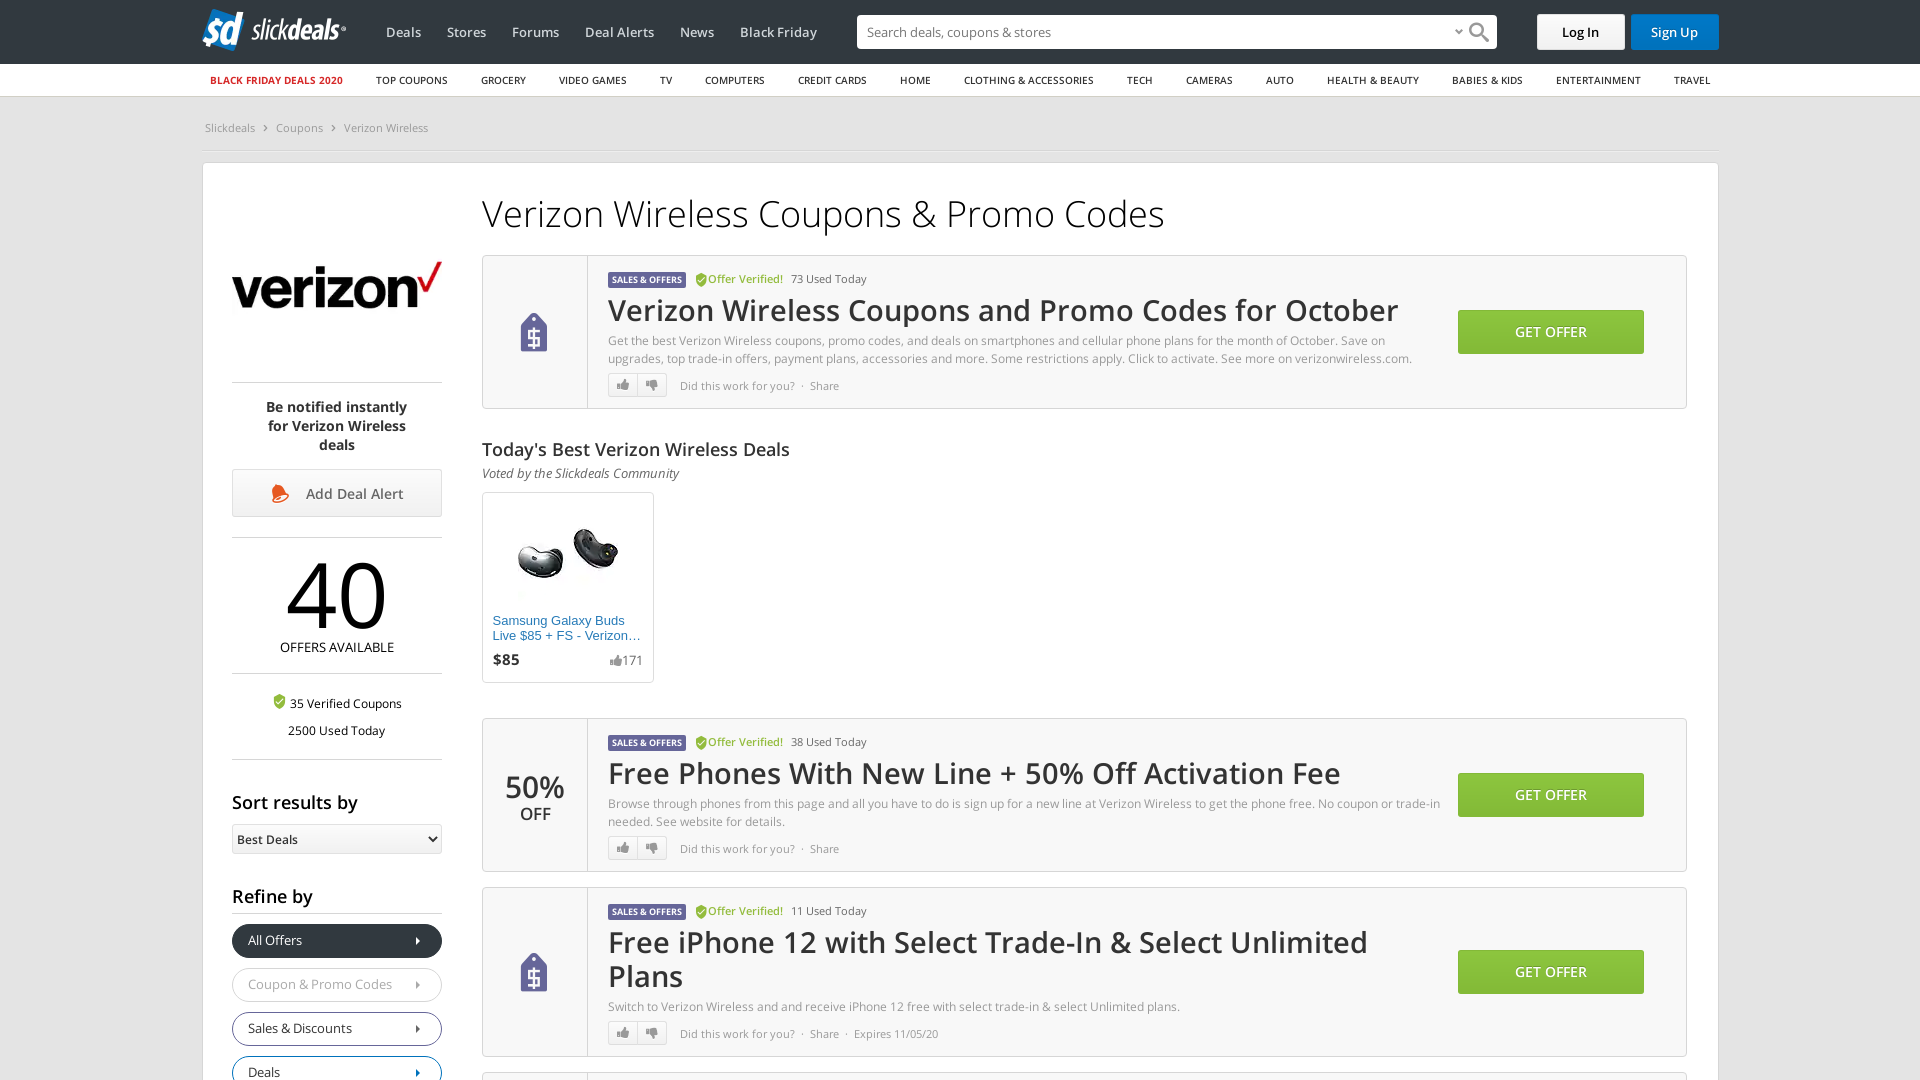 slickdeals
Deals
Stores
Forums
Deal Alerts
News
Black Friday
Search deals, coupons & stores
Log In
Sign Up
BLACK FRIDAY DEALS 2020
TOP COUPONS
GROCERY
VIDEO GAMES
TV
COMPUTERS
CREDIT CARDS
HOME
CLOTHING & ACCESSORIES
TECH
CAMERAS
AUTO
HEALTH & BEAUTY
BABIES & KIDS
ENTERTAINMENT
TRAVEL
Slickdeals
Coupons
Verizon Wireless
verizon
Be notified instantly
for Verizon Wireless
deals
Add Deal Alert
40
OFFERS AVAILABLE
35 Verified Coupons
2500 Used Today
Sort results by
Best Deals
Refine by
All Offers
Coupon & Promo Codes
Sales & Discounts
Deals
Verizon Wireless Coupons & Promo Codes
SALES & OFFERS Offer Verified! 73 Used Today
Verizon Wireless Coupons and Promo Codes for October
Get the best Verizon Wireless coupons, promo codes, and deals on smartphones and cellular phone plans for the month of October. Save on
upgrades, top trade-in offers, payment plans, accessories and more. Some restrictions apply. Click to activate. See more on verizonwireless.com.
Did this work for you? · Share
GET OFFER
Today's Best Verizon Wireless Deals
Voted by the Slickdeals Community
Samsung Galaxy Buds
Live $85 + FS - Verizon…
$85 171
50%
OFF
SALES & OFFERS Offer Verified! 38 Used Today
Free Phones With New Line + 50% Off Activation Fee
Browse through phones from this page and all you have to do is sign up for a new line at Verizon Wireless to get the phone free. No coupon or trade-in
needed. See website for details.
Did this work for you? · Share
GET OFFER
SALES & OFFERS Offer Verified! 11 Used Today
Free iPhone 12 with Select Trade-In & Select Unlimited
Plans
Switch to Verizon Wireless and and receive iPhone 12 free with select trade-in & select Unlimited plans.
Did this work for you? · Share · Expires 11/05/20
GET OFFER